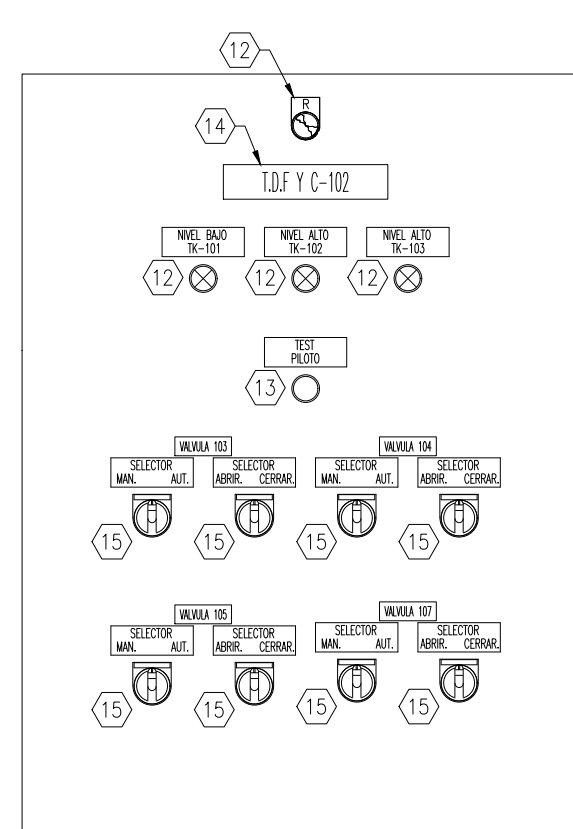 12
R
14
T.D.F Y C-102
NIVEL BAJO
TK-101
NIVEL ALTO
TK-102
NIVEL ALTO
TK-103
12
12
12
TEST
PILOTO
13
VALVULA 103
VALVULA 104
SELECTOR
MAN. AUT.
SELECTOR
ABRIR. CERRAR.
SELECTOR
MAN. AUT.
SELECTOR
ABRIR. CERRAR.
15
15
15
15
VALVULA 105
VALVULA 107
SELECTOR
MAN. AUT.
SELECTOR
ABRIR. CERRAR.
SELECTOR
MAN. AUT.
SELECTOR
ABRIR. CERRAR.
15
15
15
15